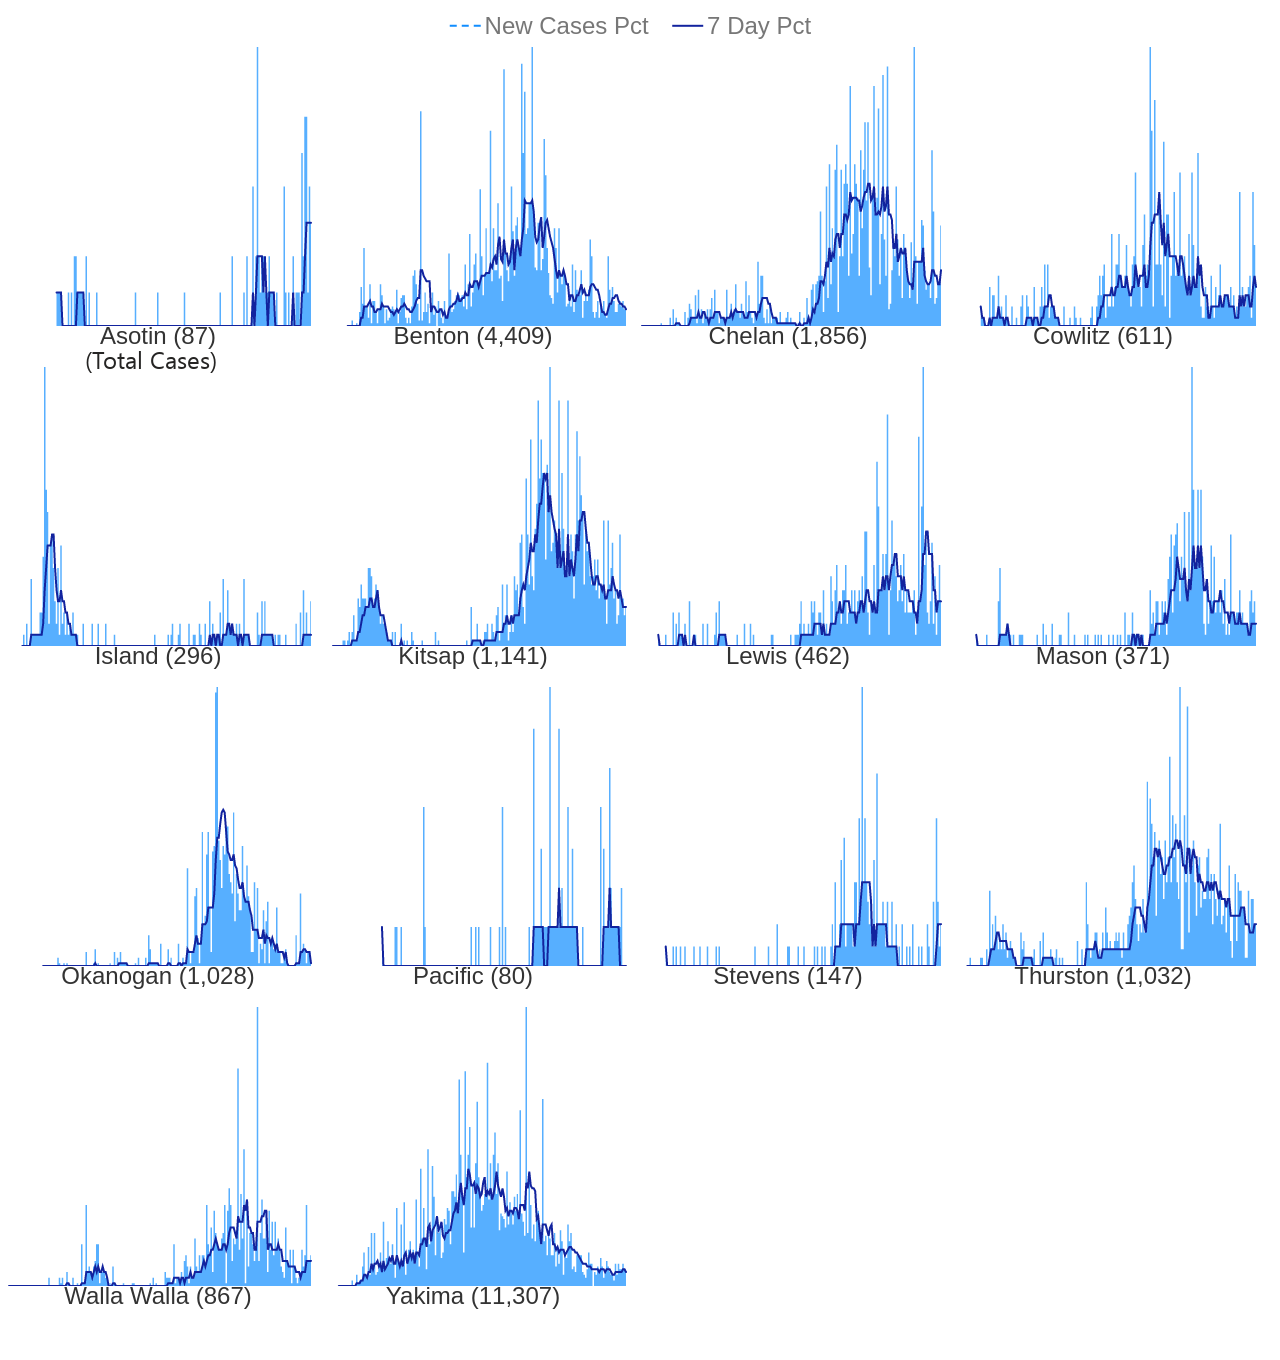 New Cases Pct 7 Day Pct
Asotin (87) Benton (4,409) Chelan (1,856) Cowlitz (611)
(Total Cases)
Island (296) Kitsap (1,141) Lewis (462) Mason (371)
Okanogan (1,028) Pacific (80) Stevens (147) Thurston (1,032)
Walla Walla (867) Yakima (11,307)